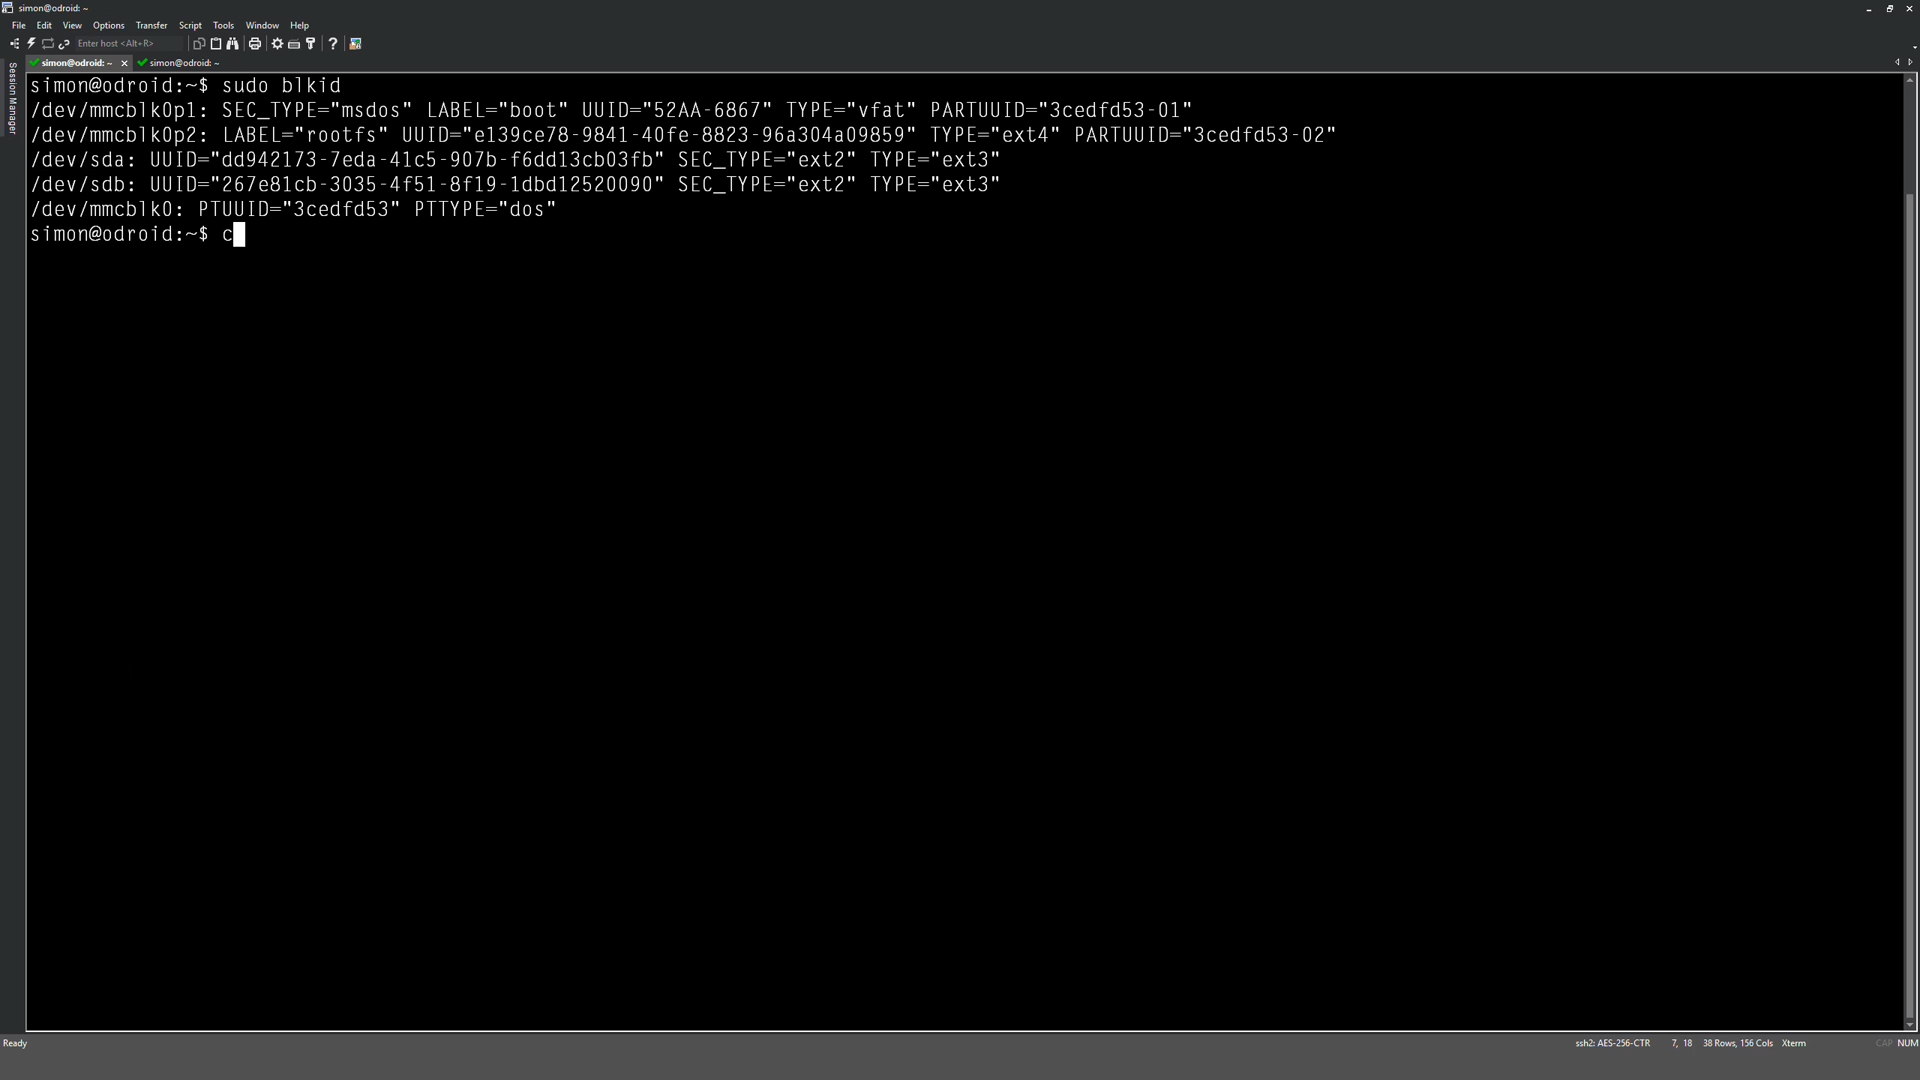 simon@odroid: ~
File Edit View Options Transfer Script Tools Window Help
Enter host <Alt+R>
simon@odroid: ~ simon@odroid: ~
Session Manager
simon@odroid:~$ sudo blkid
/dev/mmcblk0p1: SEC_TYPE="msdos" LABEL="boot" UUID="52AA-6867" TYPE="vfat" PARTUUID="3cedfd53-01"
/dev/mmcblk0p2: LABEL="rootfs" UUID="e139ce78-9841-40fe-8823-96a304a09859" TYPE="ext4" PARTUUID="3cedfd53-02"
/dev/sda: UUID="dd942173-7eda-41c5-907b-f6dd13cb03fb" SEC_TYPE="ext2" TYPE="ext3"
/dev/sdb: UUID="267e81cb-3035-4f51-8f19-1dbd12520090" SEC_TYPE="ext2" TYPE="ext3"
/dev/mmcblk0: PTUUID="3cedfd53" PTTYPE="dos"
simon@odroid:~$ c
Ready ssh2: AES-256-CTR 7, 18 38 Rows, 156 Cols Xterm CAP NUM